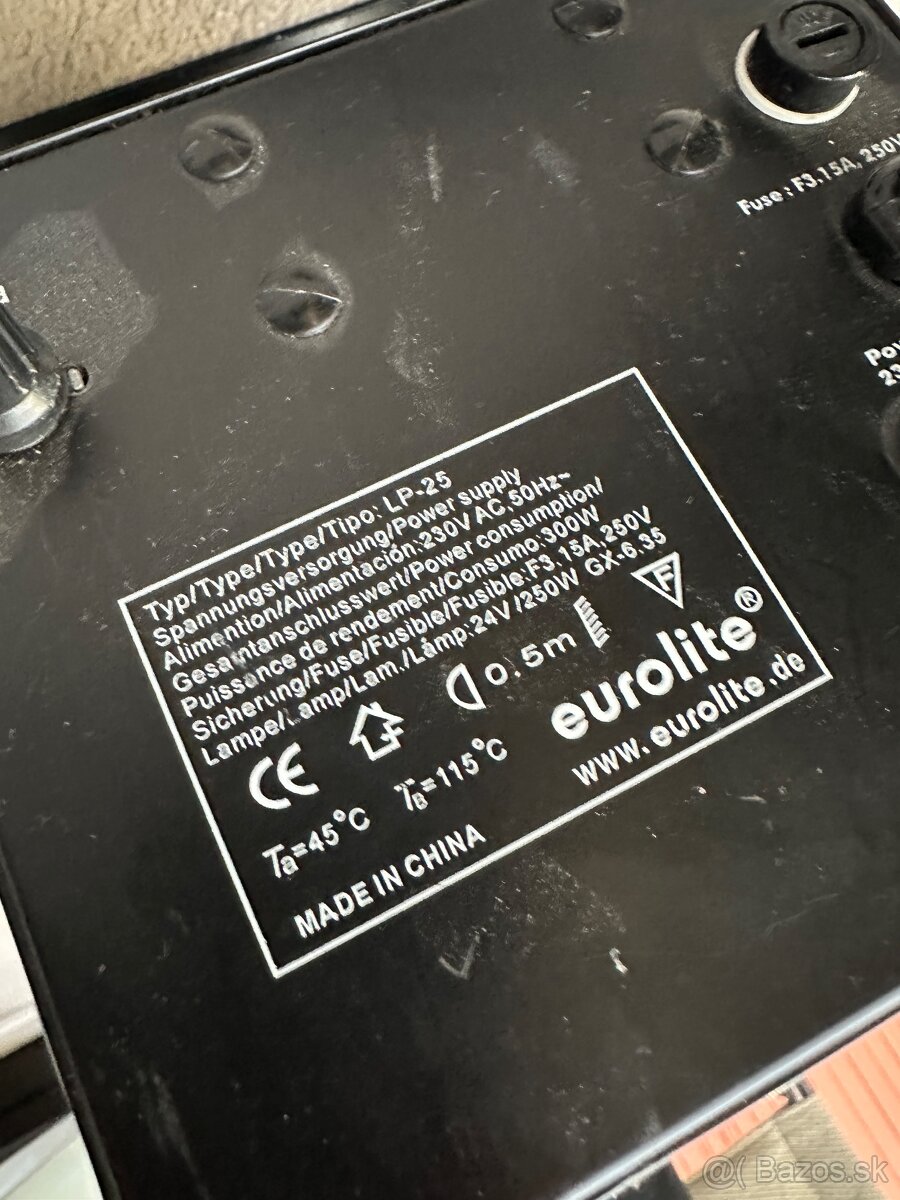 Fuse : F3.15A, 250V
Typ/Type/Type/Tipo: LP-25
Spannungsversorgung/Power supply
Alimention/Alimentación:230V AC,50Hz~
Gesamtanschlusswert/Power consumption/
Puissance de rendement/Consumo:300W
Sicherung/Fuse/Fusible/Fusible:F3.15A,250V
Lampe/Lamp/Lam./Lámp:24V/250W GX-6.35
CE 0.5m F
Ta=45°C TB=115°C
eurolite®
www.eurolite.de
MADE IN CHINA
@( Bazos.sk